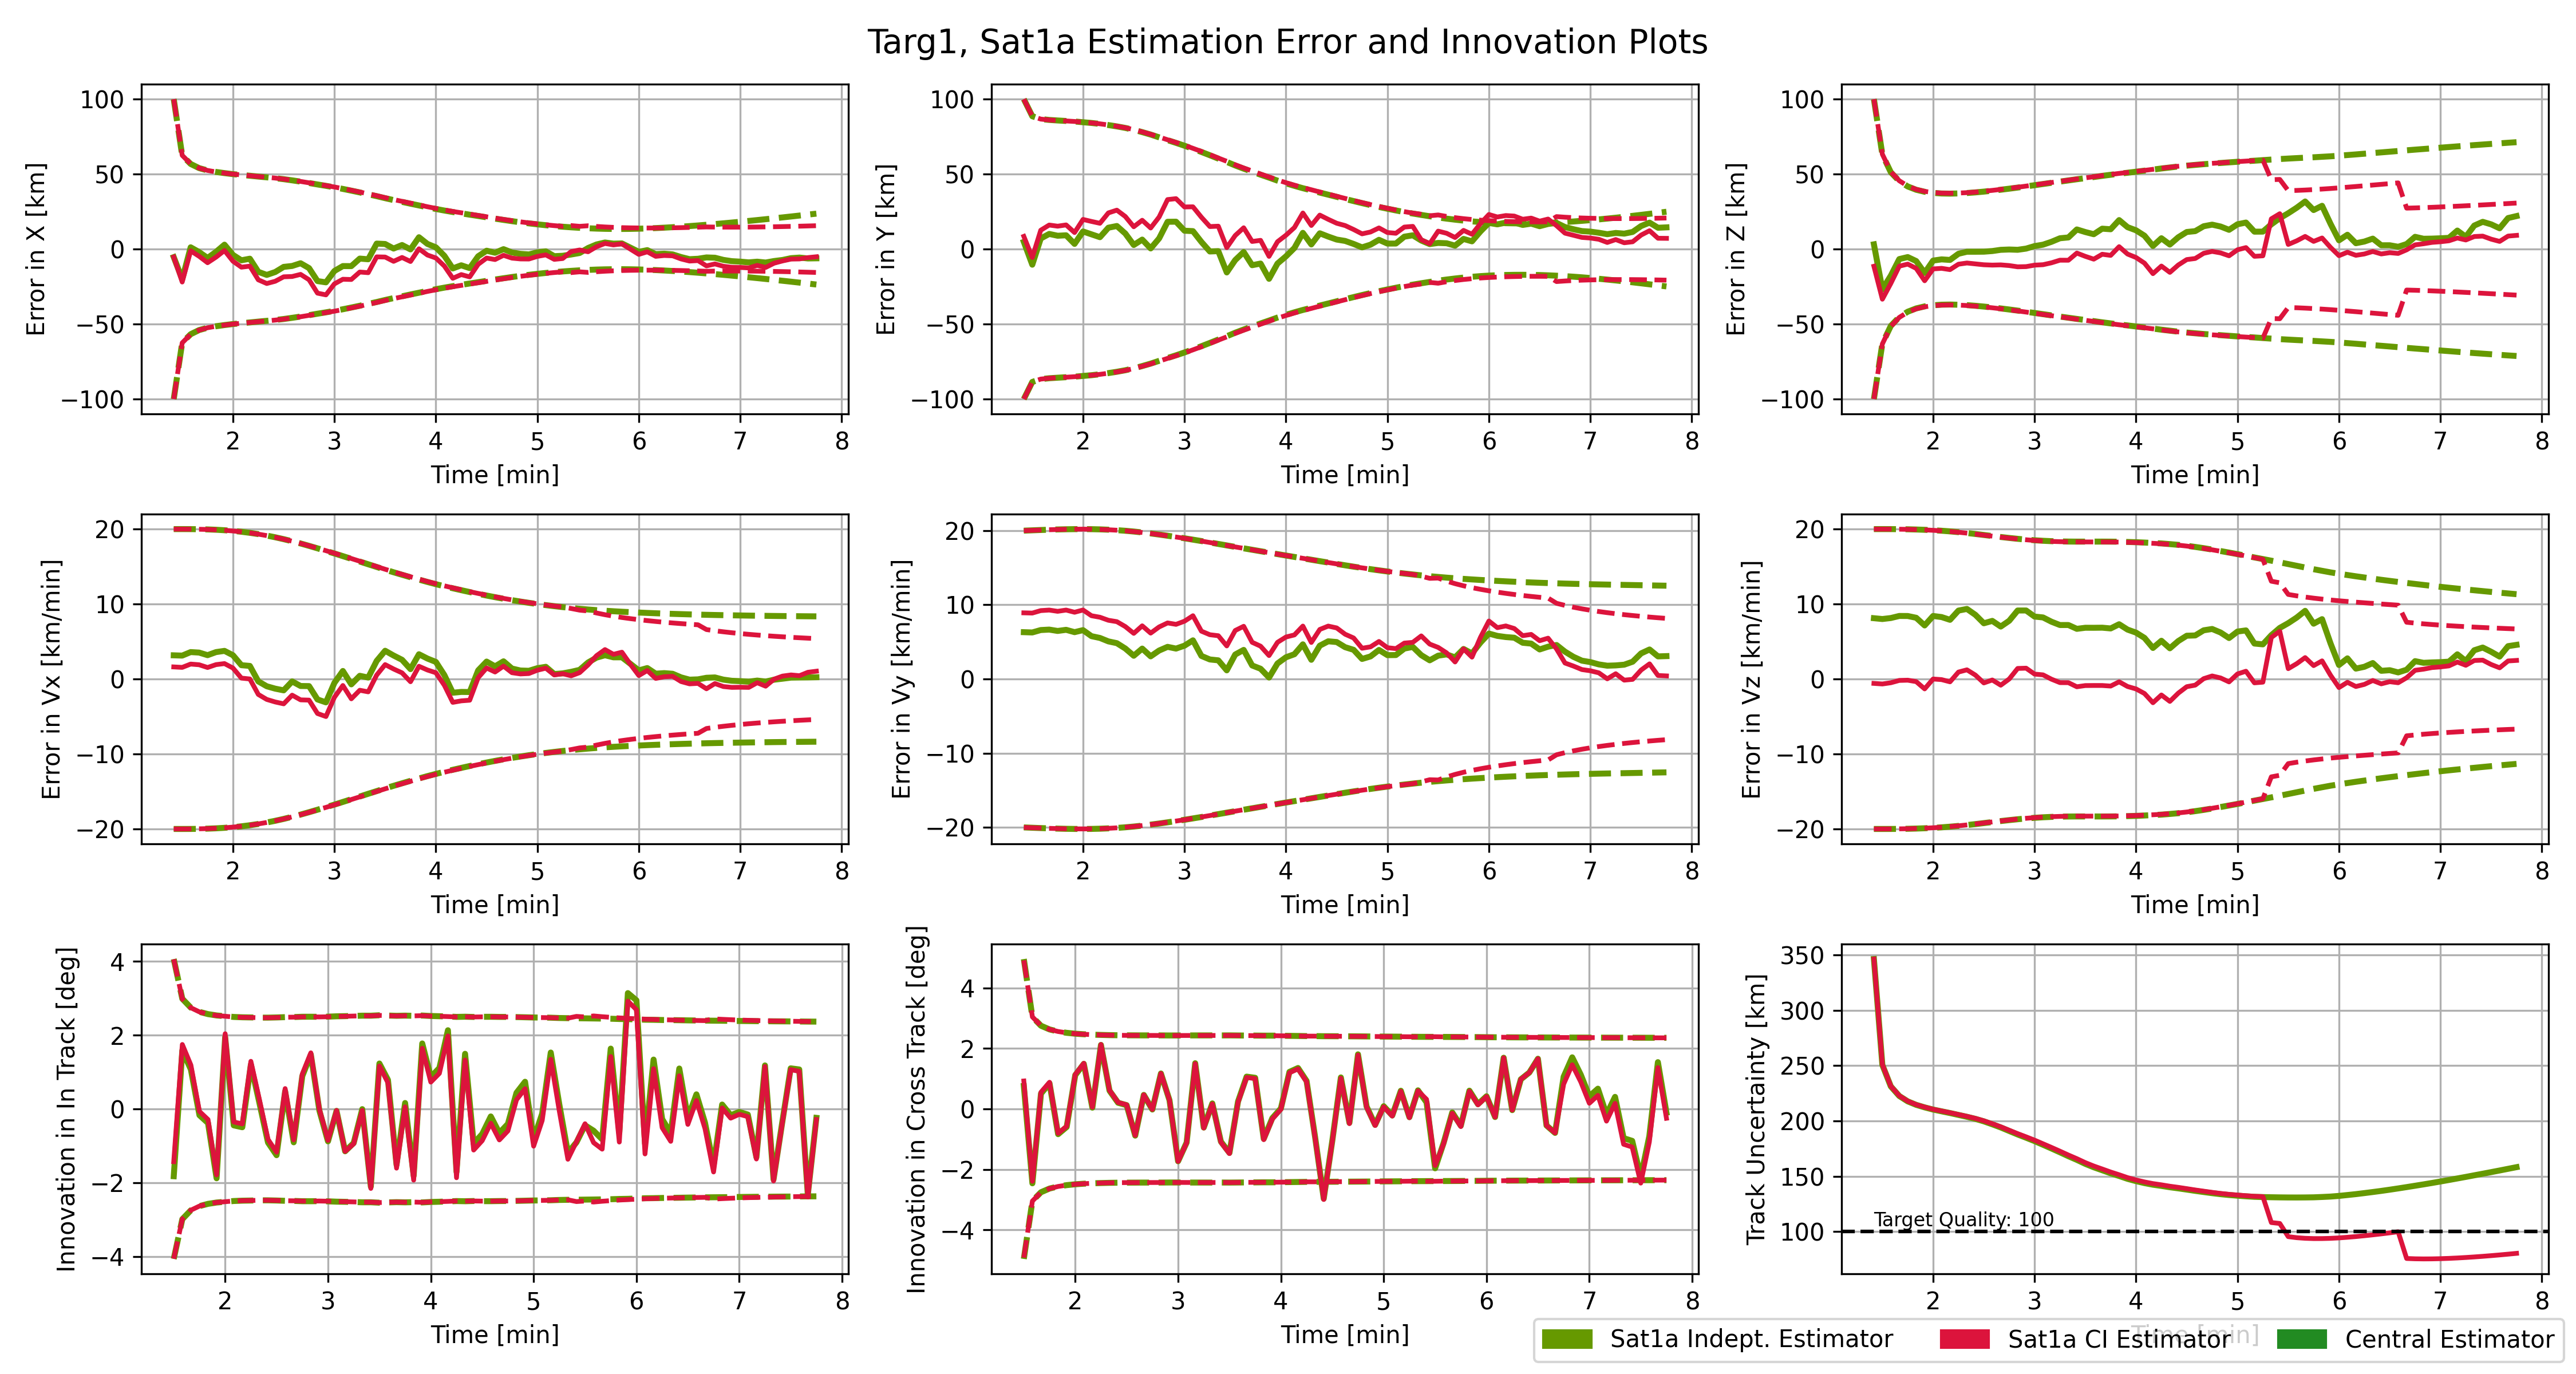 Targ1, Sat1a Estimation Error and Innovation Plots
Error in X [km]
100
50
0
−50
−100
2 3 4 5 6 7 8
Time [min]
Error in Y [km]
100
50
0
−50
−100
2 3 4 5 6 7 8
Time [min]
Error in Z [km]
100
50
0
−50
−100
2 3 4 5 6 7 8
Time [min]
Error in Vx [km/min]
20
10
0
−10
−20
2 3 4 5 6 7 8
Time [min]
Error in Vy [km/min]
20
10
0
−10
−20
2 3 4 5 6 7 8
Time [min]
Error in Vz [km/min]
20
10
0
−10
−20
2 3 4 5 6 7 8
Time [min]
Innovation in In Track [deg]
4
2
0
−2
−4
2 3 4 5 6 7 8
Time [min]
Innovation in Cross Track [deg]
4
2
0
−2
−4
2 3 4 5 6 7 8
Time [min]
Track Uncertainty [km]
350
300
250
200
150
100
Target Quality: 100
2 3 4 5 6 7 8
Time [min]
Sat1a Indept. Estimator Sat1a CI Estimator Central Estimator